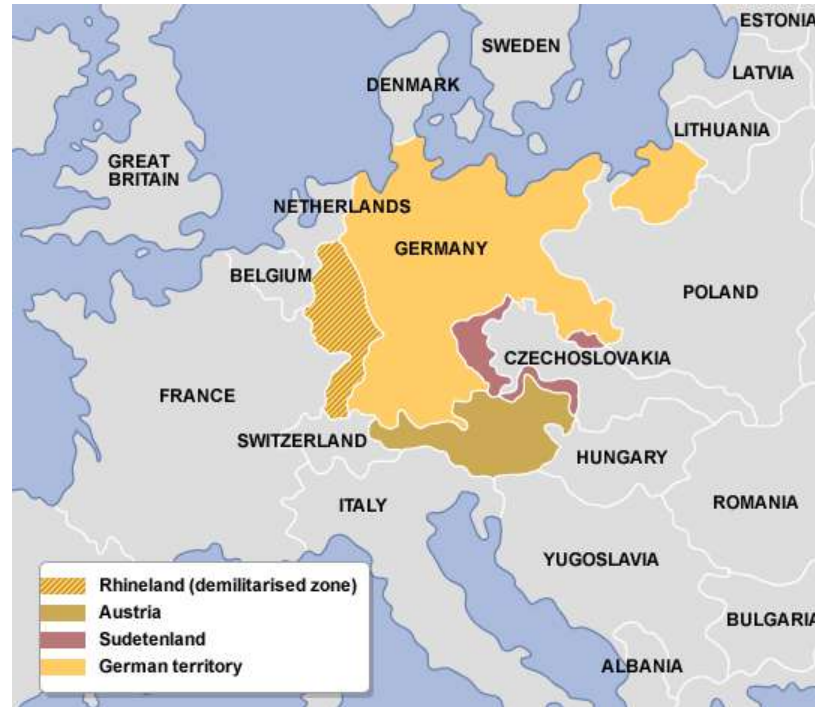 ESTONIA
SWEDEN
LATVIA
DENMARK
LITHUANIA
GREAT
BRITAIN
NETHERLANDS
GERMANY
BELGIUM
POLAND
CZECHOSLOVAKIA
FRANCE
SWITZERLAND
HUNGARY
ITALY
ROMANIA
YUGOSLAVIA
Rhineland (demilitarised zone)
Austria
Sudetenland
German territory
BULGARIA
ALBANIA